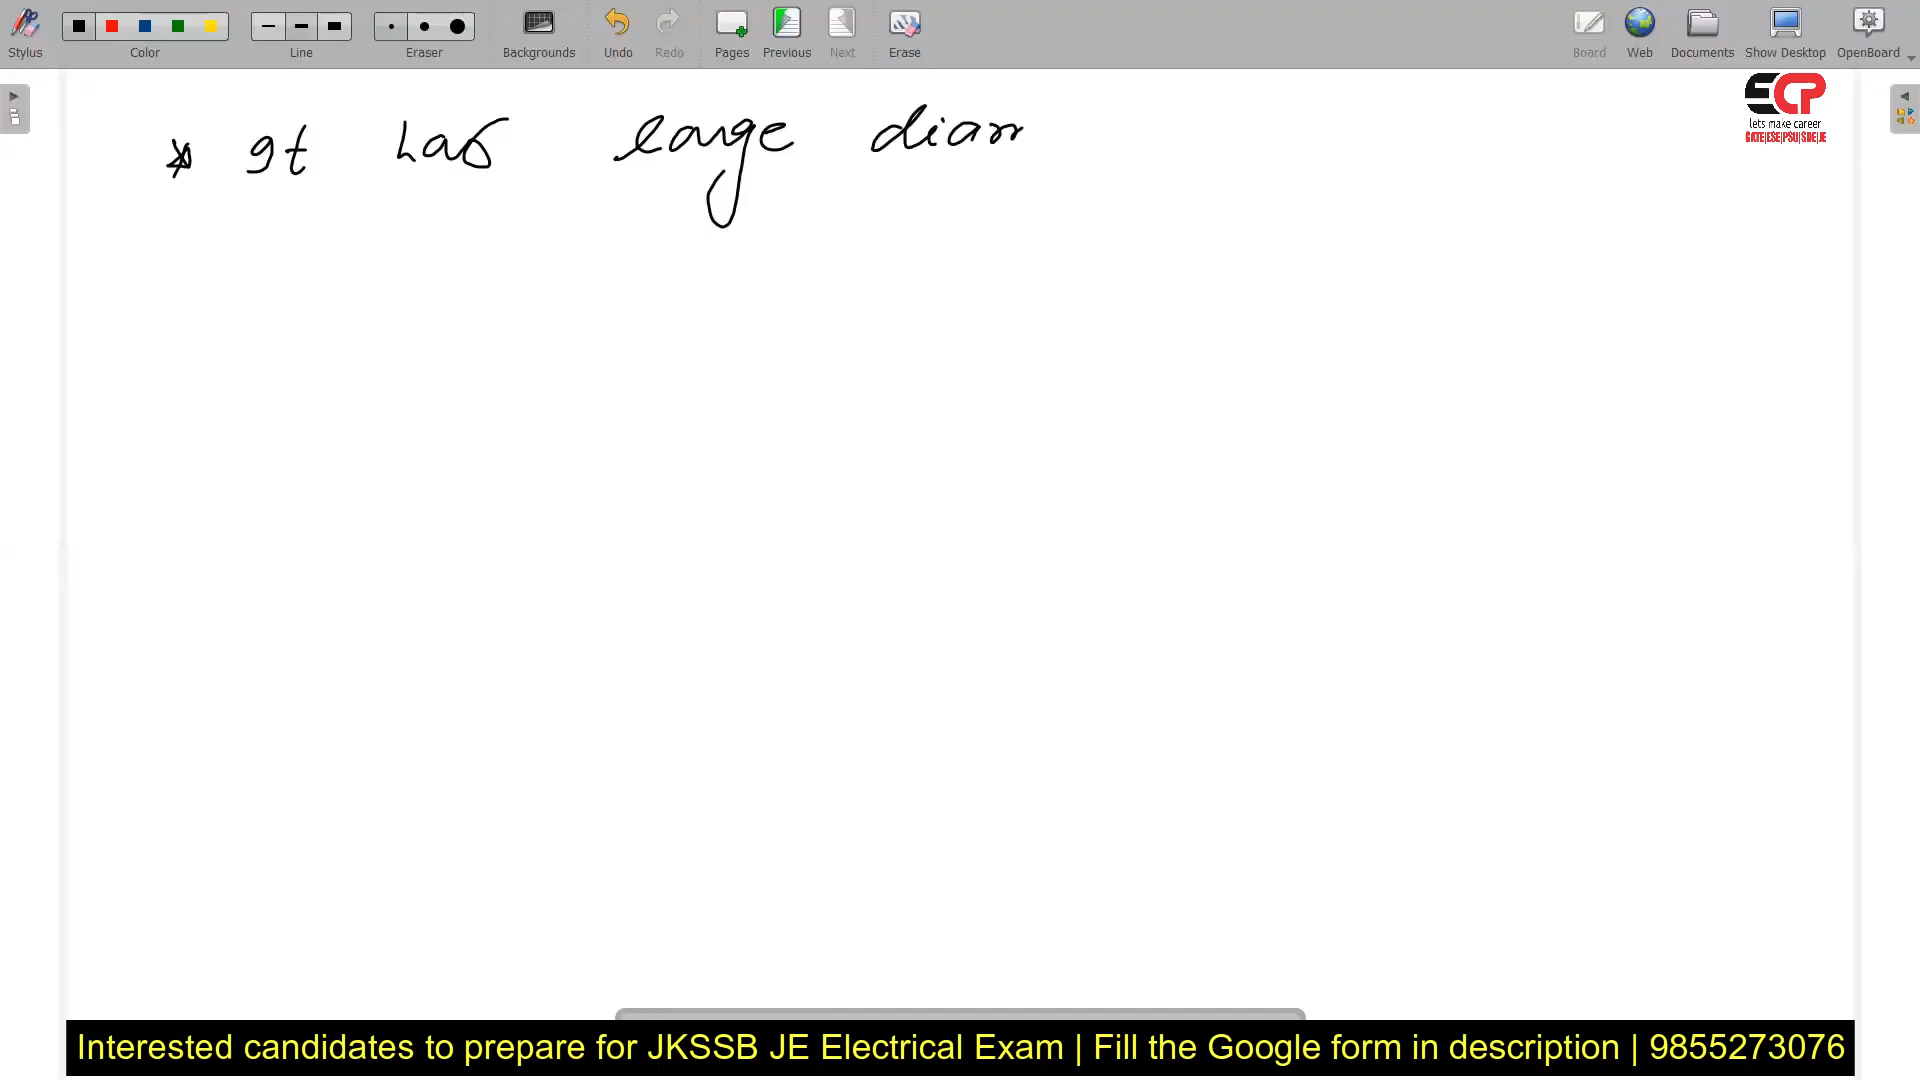 Stylus Color Line Eraser Backgrounds Undo Redo Pages Previous Next Erase Board Web Documents Show Desktop OpenBoard
ECP
lets make career
GATE|ESE|PSU|SDE|JE
* It has large diam
Interested candidates to prepare for JKSSB JE Electrical Exam | Fill the Google form in description | 9855273076